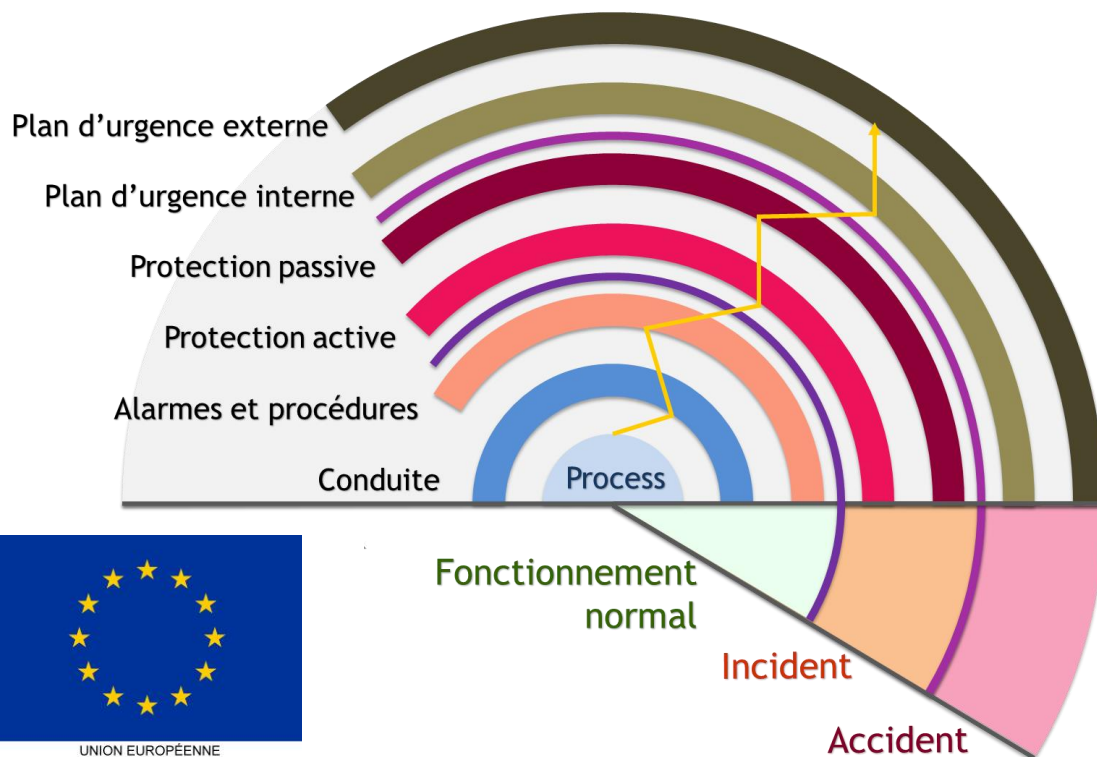 Plan d’urgence externe
Plan d’urgence interne
Protection passive
Protection active
Alarmes et procédures
Conduite
Process
Fonctionnement
normal
Incident
Accident
UNION EUROPÉENNE